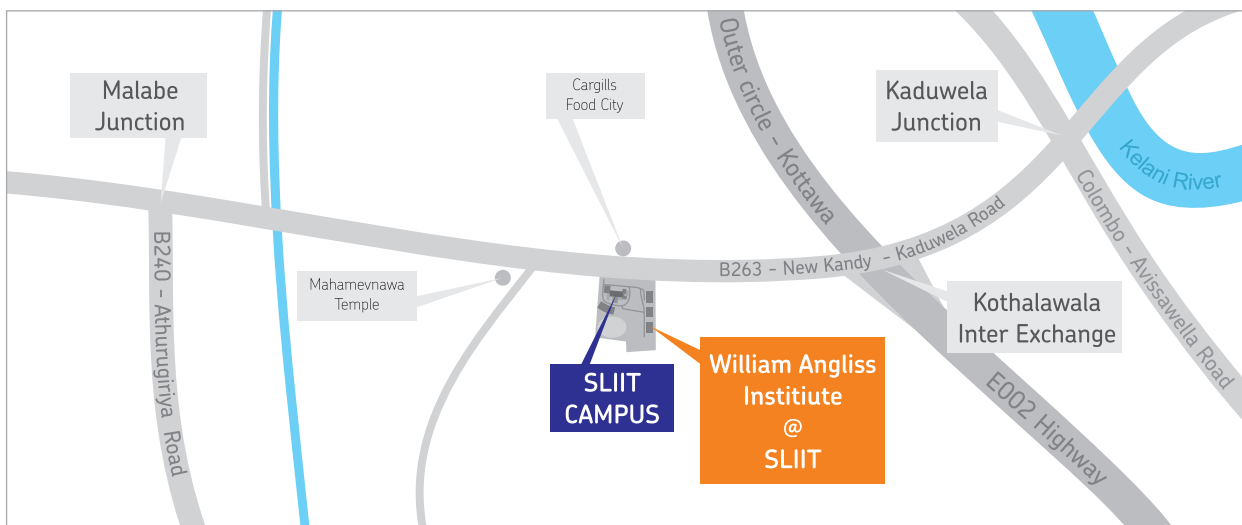 Malabe
Junction
Cargills
Food City
Outer circle - Kottawa
Kaduwela
Junction
Kelani River
B240 - Athurugiriya Road
Mahamevnawa
Temple
B263 - New Kandy - Kaduwela Road
Colombo - Avissawella Road
Kothalawala
Inter Exchange
SLIIT
CAMPUS
William Angliss
Institiute
@
SLIIT
E002 Highway